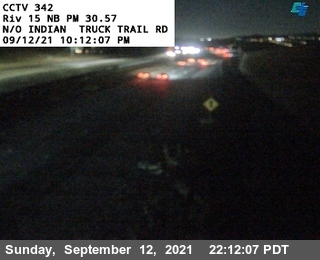 CCTV 342
Riv 15 NB PM 30.57
N/O INDIAN TRUCK TRAIL RD
09/12/21 10:12:07 PM
Sunday, September 12, 2021 22:12:07 PDT